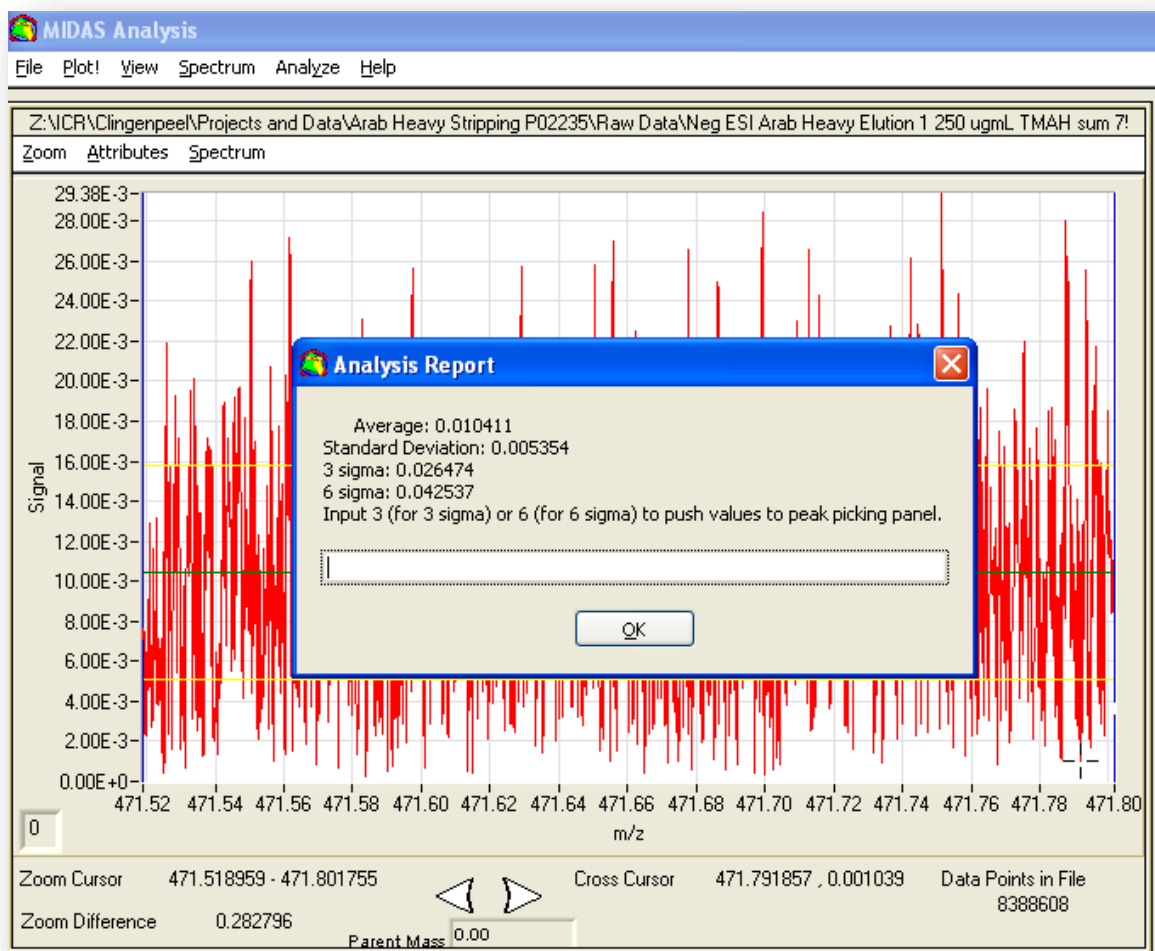 MIDAS Analysis
File Plot! View Spectrum Analyze Help
Z:\ICR\Clingenpeel\Projects and Data\Arab Heavy Stripping P02235\Raw Data\Neg ESI Arab Heavy Elution 1 250 ugmL TMAH sum 7!
Zoom Attributes Spectrum
29.38E-3
28.00E-3
26.00E-3
24.00E-3
22.00E-3
20.00E-3
18.00E-3
16.00E-3
14.00E-3
12.00E-3
10.00E-3
8.00E-3
6.00E-3
4.00E-3
2.00E-3
0.00E+0
Signal
Analysis Report
Average: 0.010411
Standard Deviation: 0.005354
3 sigma: 0.026474
6 sigma: 0.042537
Input 3 (for 3 sigma) or 6 (for 6 sigma) to push values to peak picking panel.
OK
471.52 471.54 471.56 471.58 471.60 471.62 471.64 471.66 471.68 471.70 471.72 471.74 471.76 471.78 471.80
0
m/z
Zoom Cursor 471.518959 - 471.801755 Cross Cursor 471.791857 , 0.001039 Data Points in File
8388608
Zoom Difference 0.282796
Parent Mass 0.00